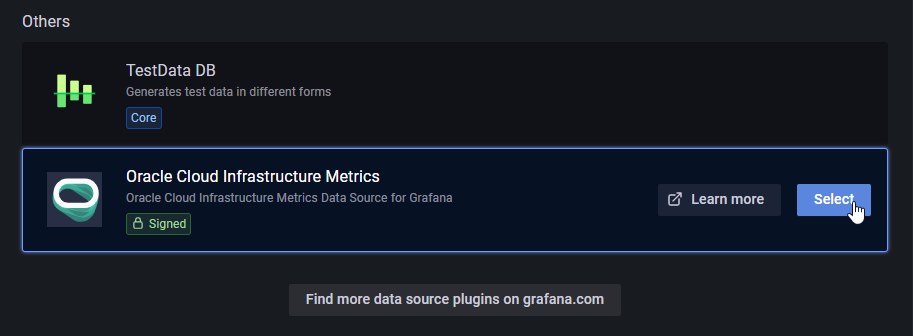 Others
TestData DB
Generates test data in different forms
Core
Oracle Cloud Infrastructure Metrics
Oracle Cloud Infrastructure Metrics Data Source for Grafana
Signed
Learn more
Select
Find more data source plugins on grafana.com